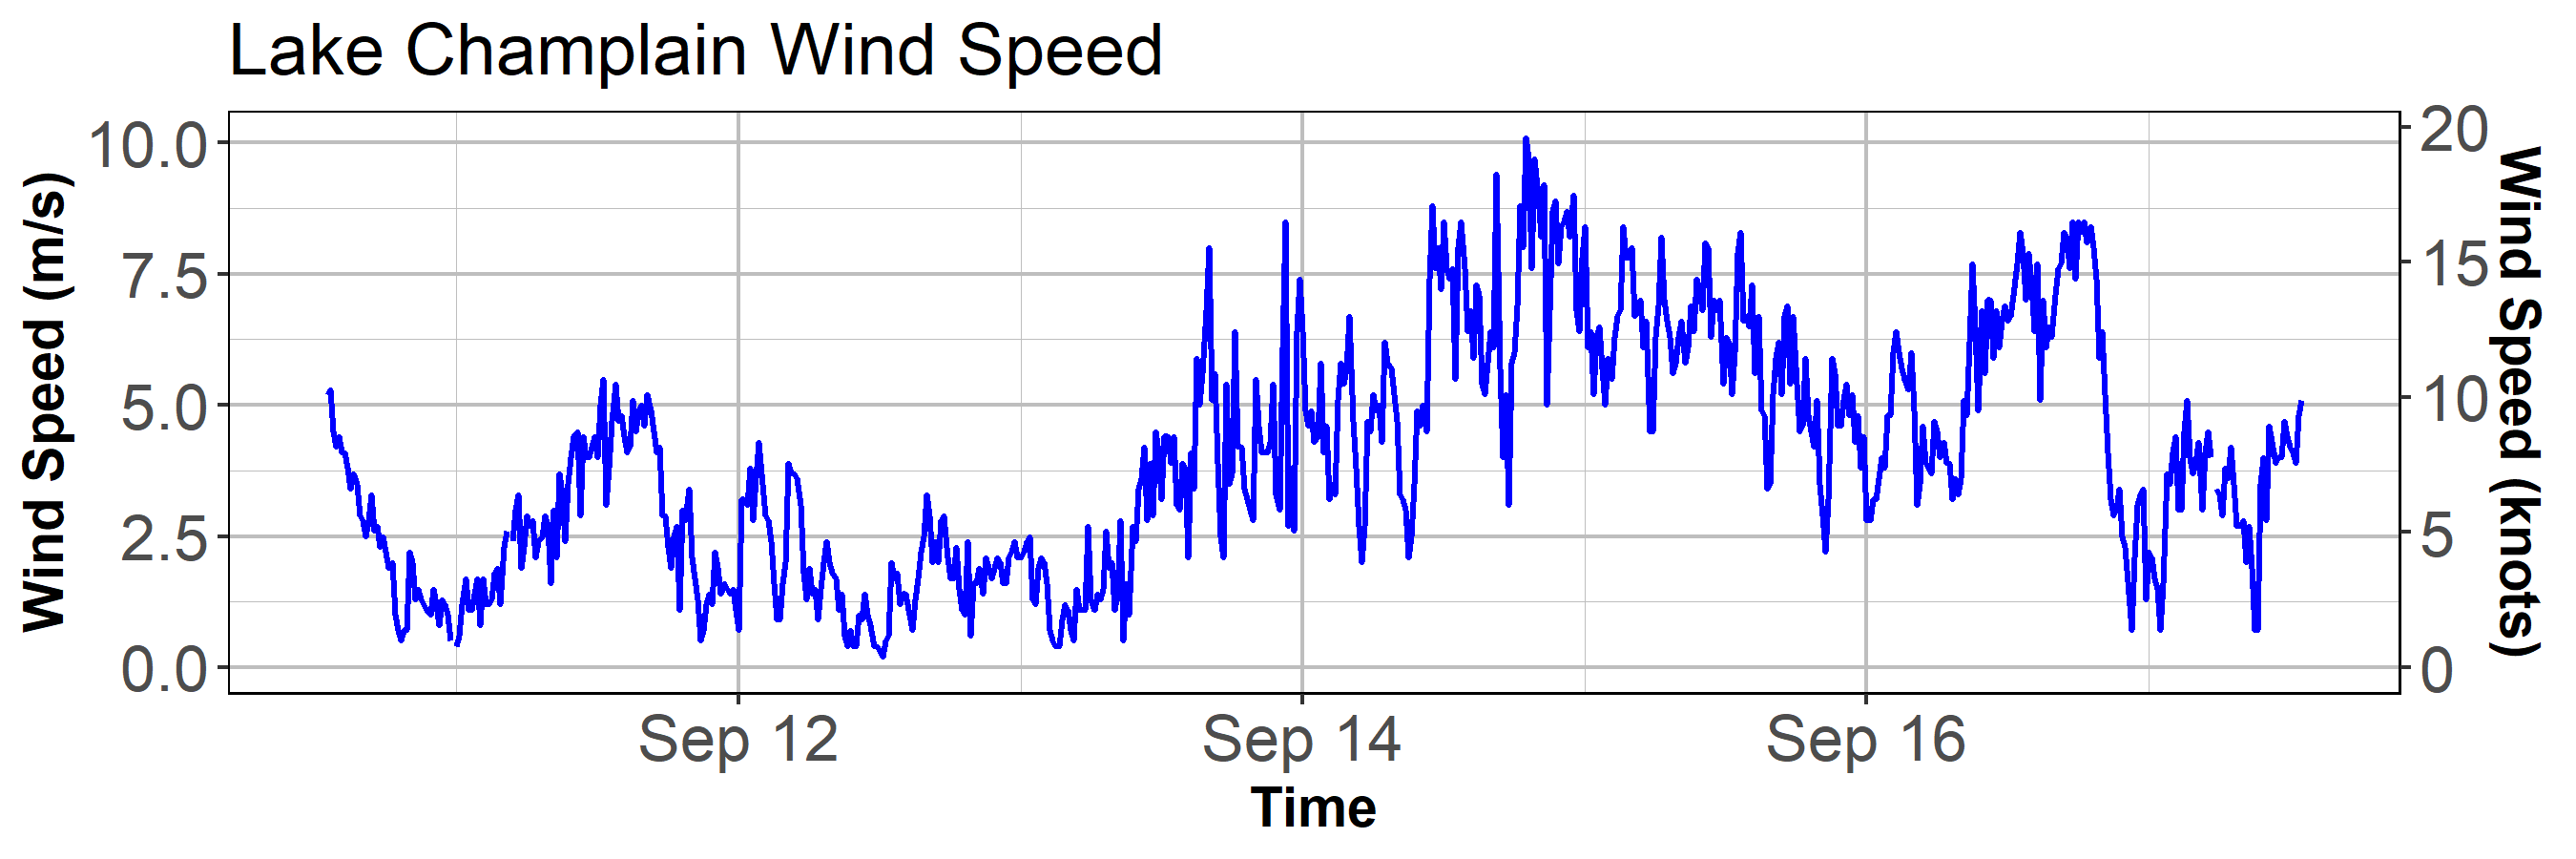 Lake Champlain Wind Speed
Wind Speed (m/s)
10.0
7.5
5.0
2.5
0.0
20
15
10
5
0
Wind Speed (knots)
Sep 12
Sep 14
Sep 16
Time